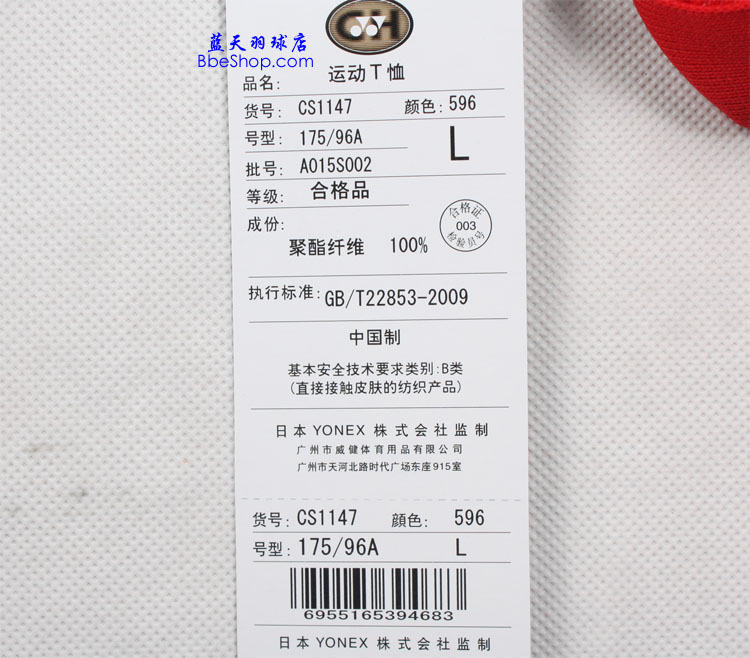 蓝天羽球店
BbeShop.com
CH
品名: 运动T恤
货号: CS1147 颜色: 596
号型: 175/96A L
批号: A015S002
等级: 合格品
成份:
聚酯纤维 100%
合格证
003
检验员号
执行标准: GB/T22853-2009
中国制
基本安全技术要求类别:B类
(直接接触皮肤的纺织产品)
日本 YONEX 株式会社监制
广州市威健体育用品有限公司
广州市天河北路时代广场东座915室
货号: CS1147 顔色: 596
号型: 175/96A L
6955165394683
日本 YONEX 株式会社监制